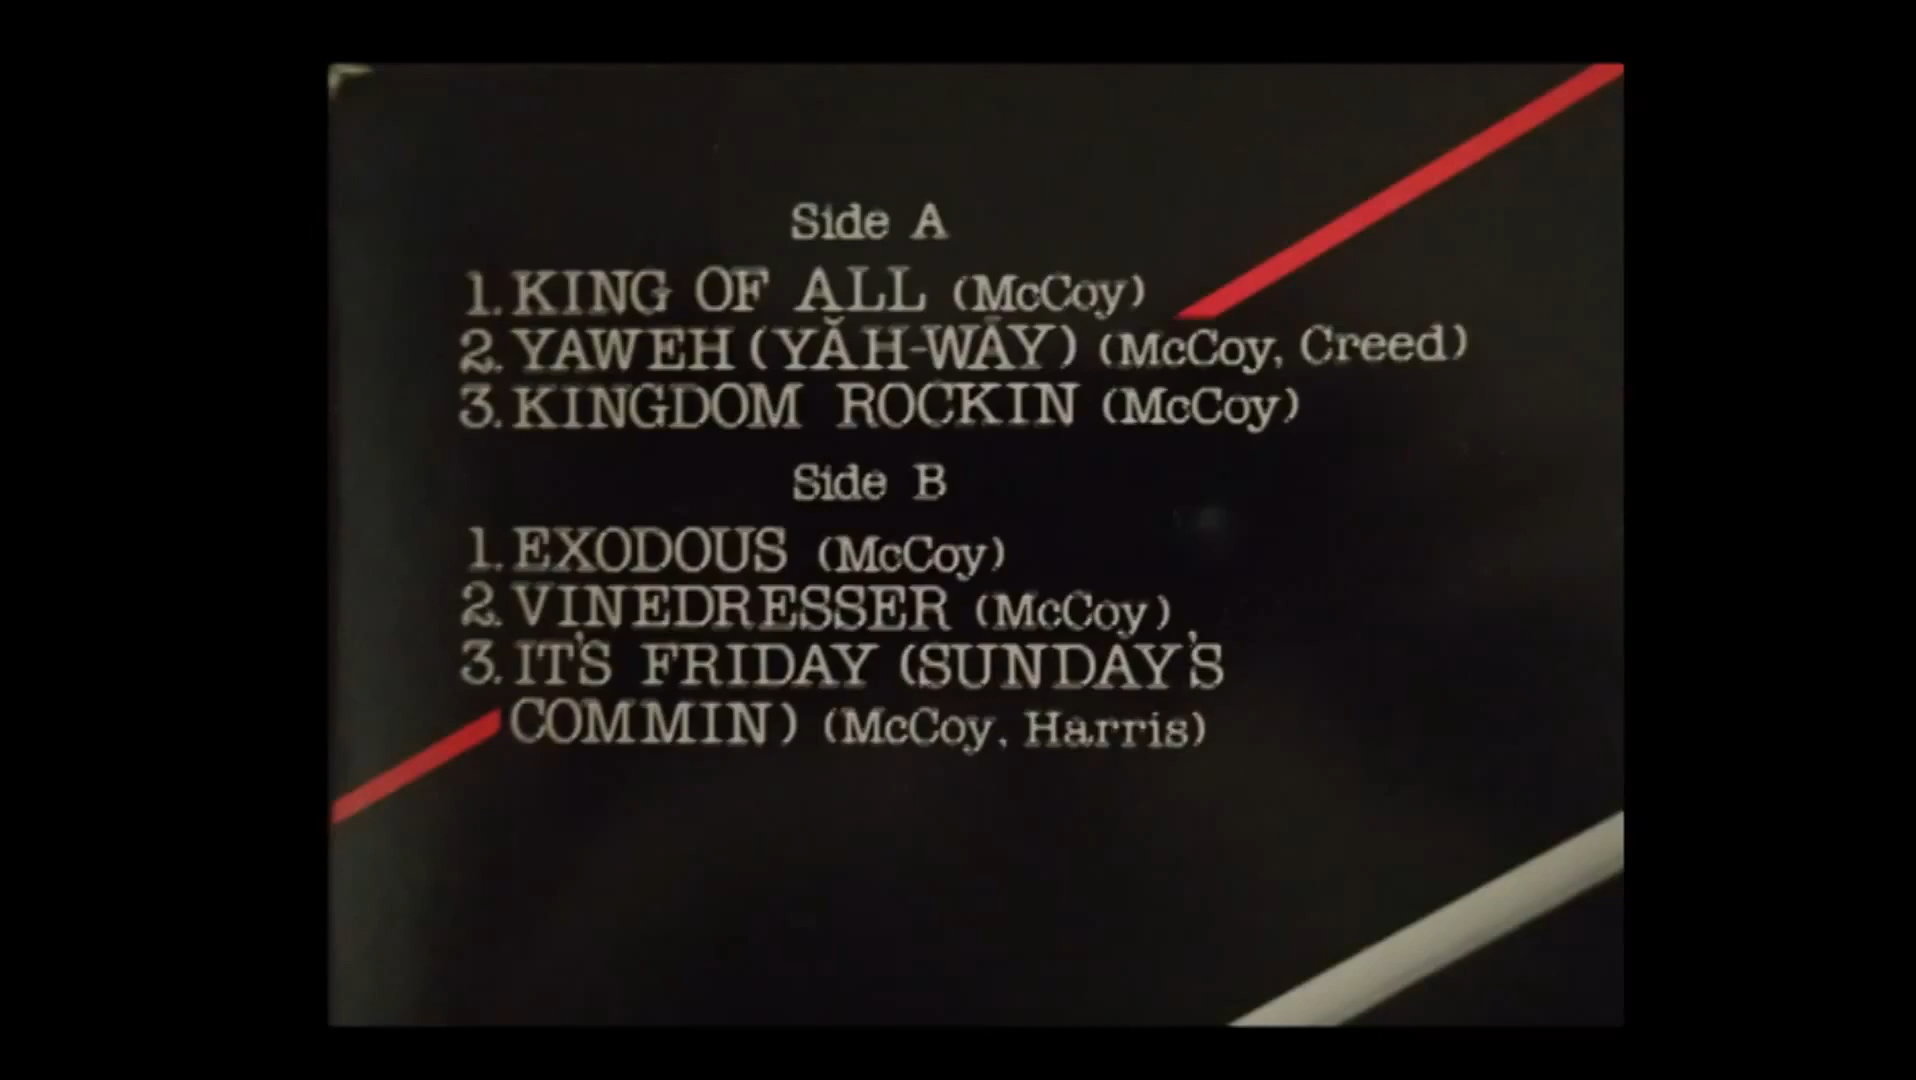 Side A
1. KING OF ALL (McCoy)
2. YAWEH (YĂH-WĀY) (McCoy, Creed)
3. KINGDOM ROCKIN (McCoy)
Side B
1. EXODOUS (McCoy)
2. VINEDRESSER (McCoy)
3. IT'S FRIDAY (SUNDAY'S
COMMIN) (McCoy, Harris)